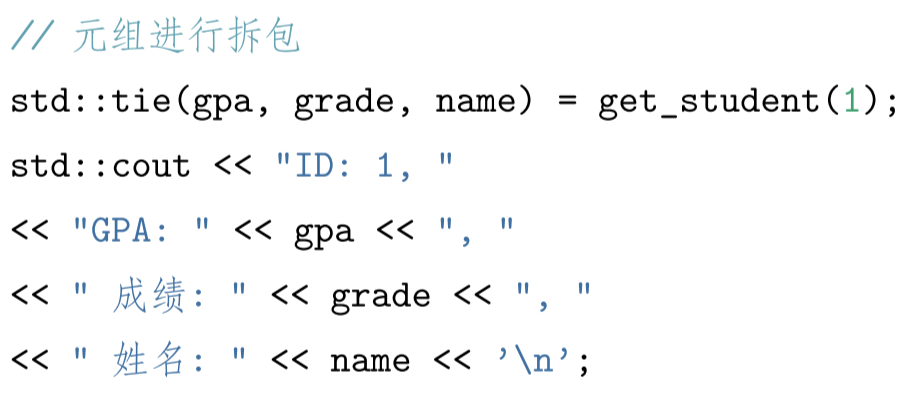 // 元组进行拆包
std::tie(gpa, grade, name) = get_student(1);
std::cout << "ID: 1, "
<< "GPA: " << gpa << ", "
<< " 成绩: " << grade << ", "
<< " 姓名: " << name << '\n';